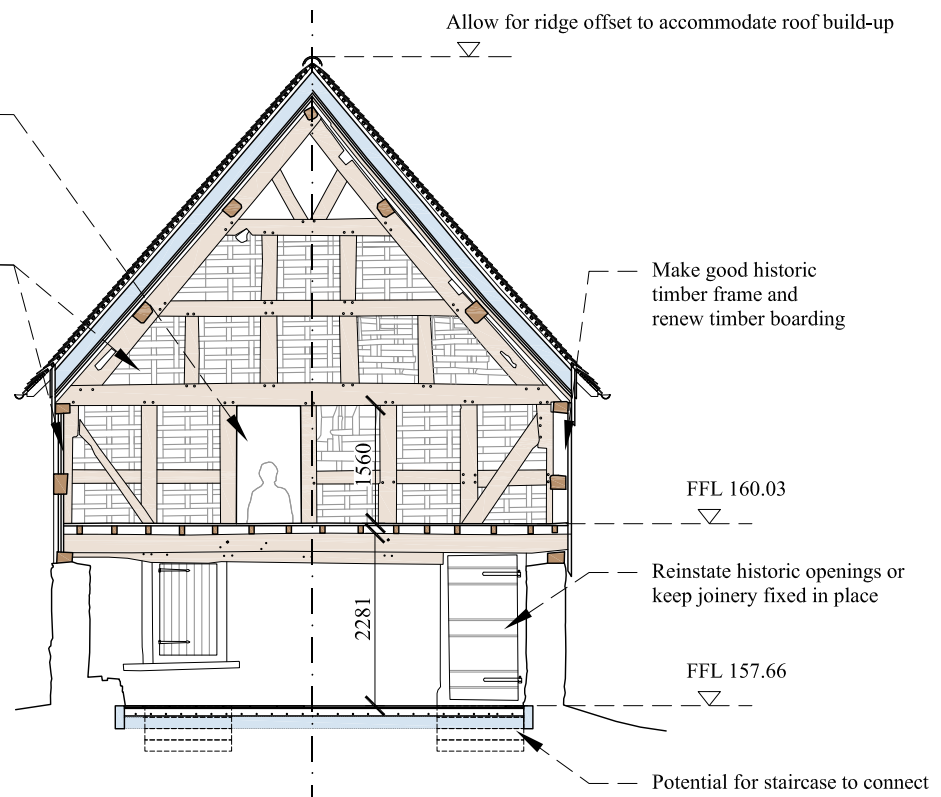 Allow for ridge offset to accommodate roof build-up
Make good historic
timber frame and
renew timber boarding
1560
FFL 160.03
Reinstate historic openings or
keep joinery fixed in place
2281
FFL 157.66
Potential for staircase to connect